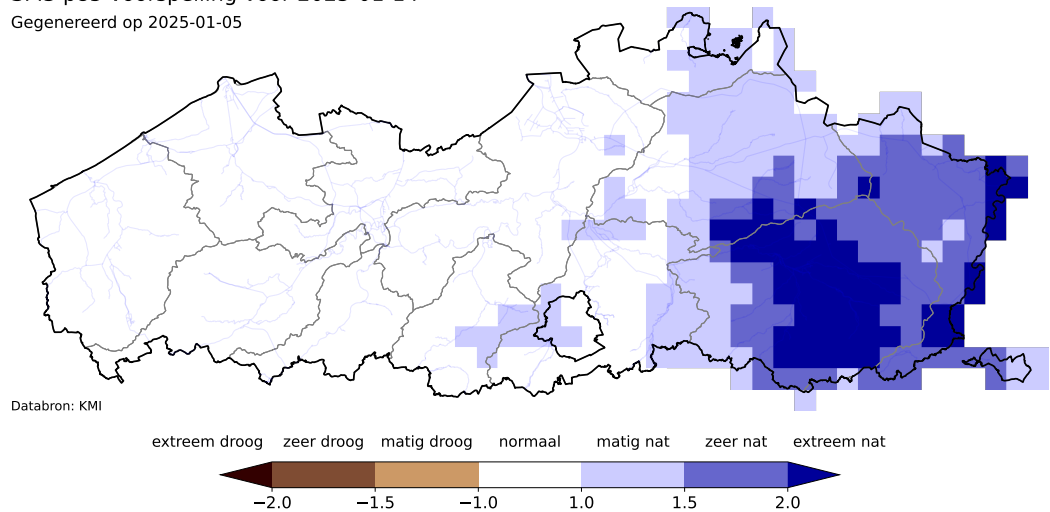 Gegenereerd op 2025-01-05
Databron: KMI
extreem droog zeer droog matig droog normaal matig nat zeer nat extreem nat
−2.0 −1.5 −1.0 1.0 1.5 2.0